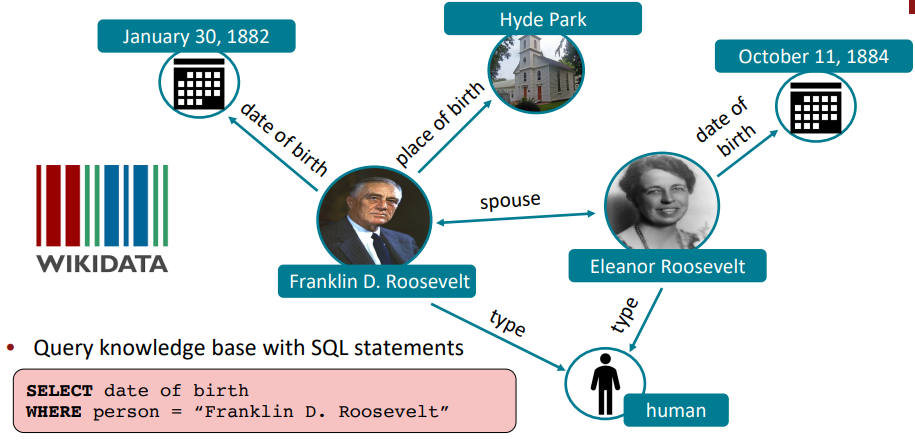 Hyde Park
January 30, 1882
October 11, 1884
date of birth
place of birth
date of
birth
spouse
WIKIDATA
Franklin D. Roosevelt
Eleanor Roosevelt
type
type
• Query knowledge base with SQL statements
SELECT date of birth
WHERE person = “Franklin D. Roosevelt”
human